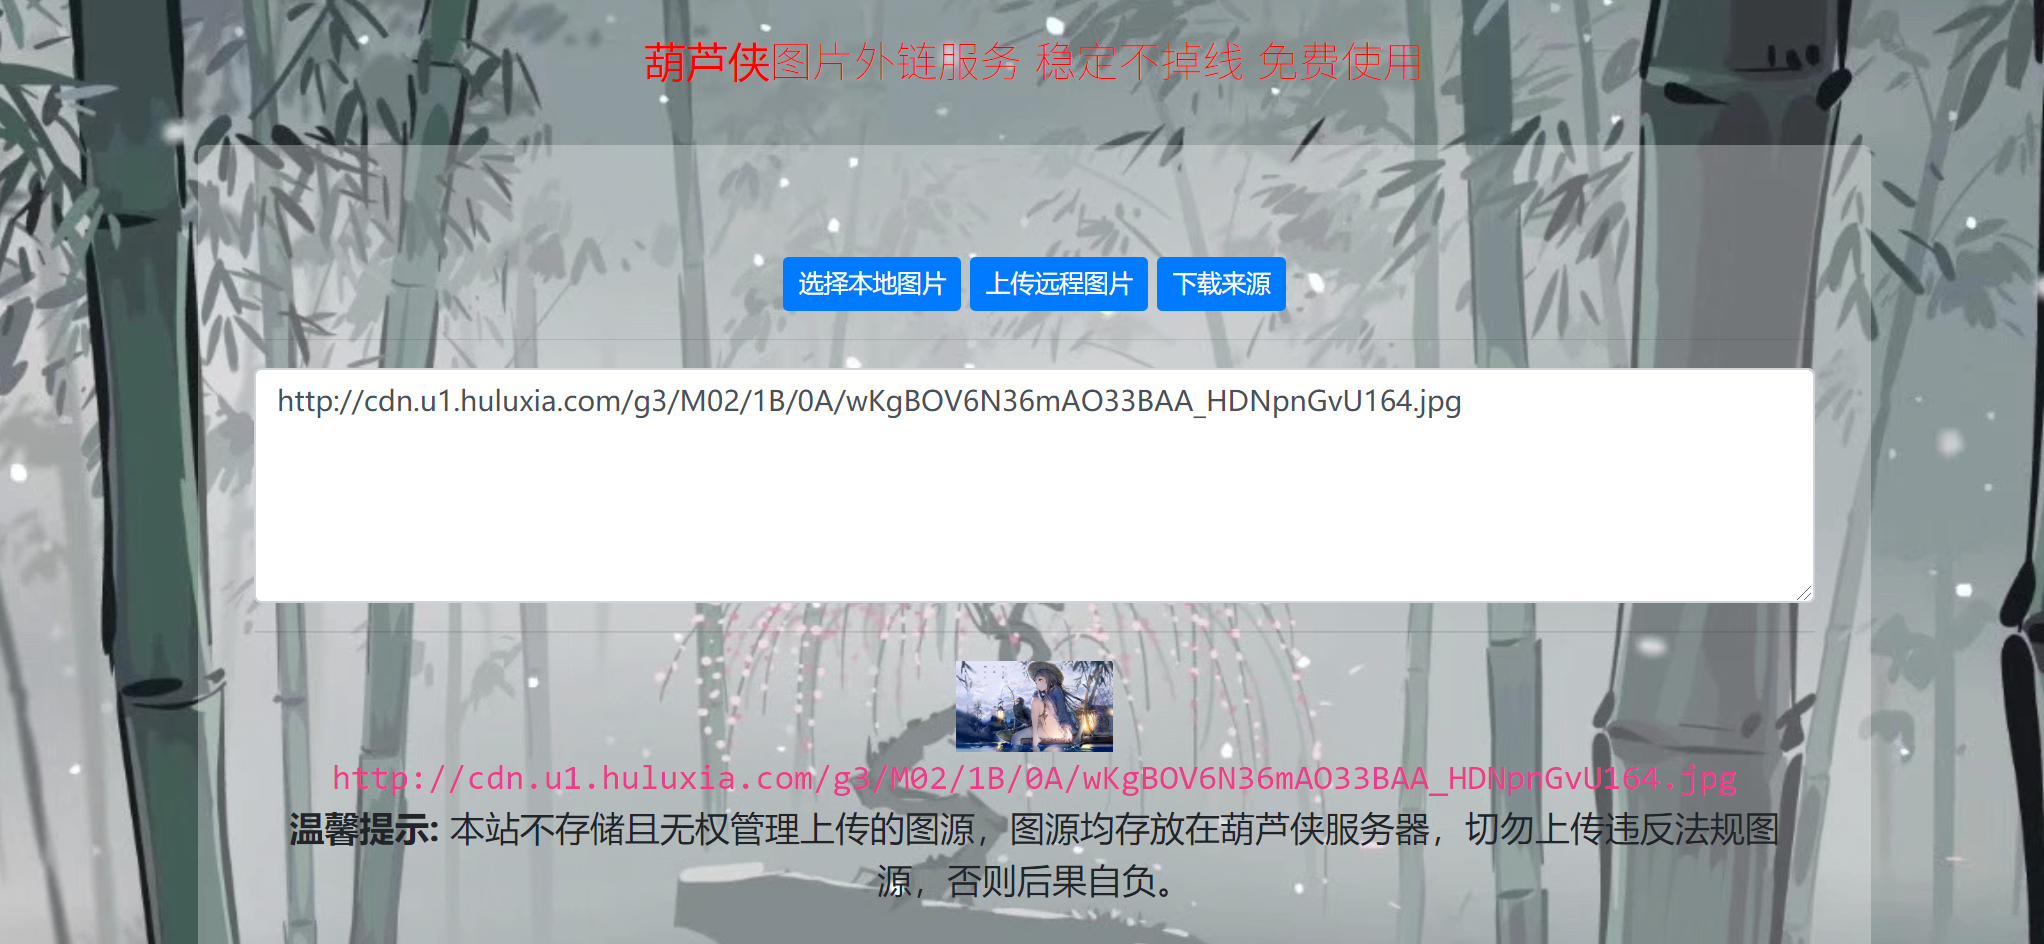 葫芦侠图片外链服务 稳定不掉线 免费使用
选择本地图片 上传远程图片 下载来源
http://cdn.u1.huluxia.com/g3/M02/1B/0A/wKgBOV6N36mAO33BAA_HDNpnGvU164.jpg
http://cdn.u1.huluxia.com/g3/M02/1B/0A/wKgBOV6N36mAO33BAA_HDNpnGvU164.jpg
温馨提示: 本站不存储且无权管理上传的图源，图源均存放在葫芦侠服务器，切勿上传违反法规图
源，否则后果自负。